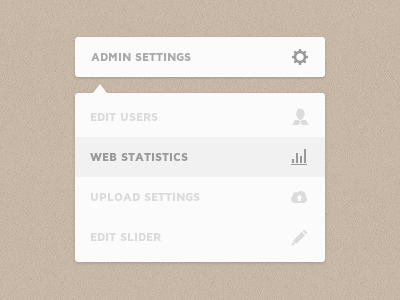 ADMIN SETTINGS
EDIT USERS
WEB STATISTICS
UPLOAD SETTINGS
EDIT SLIDER